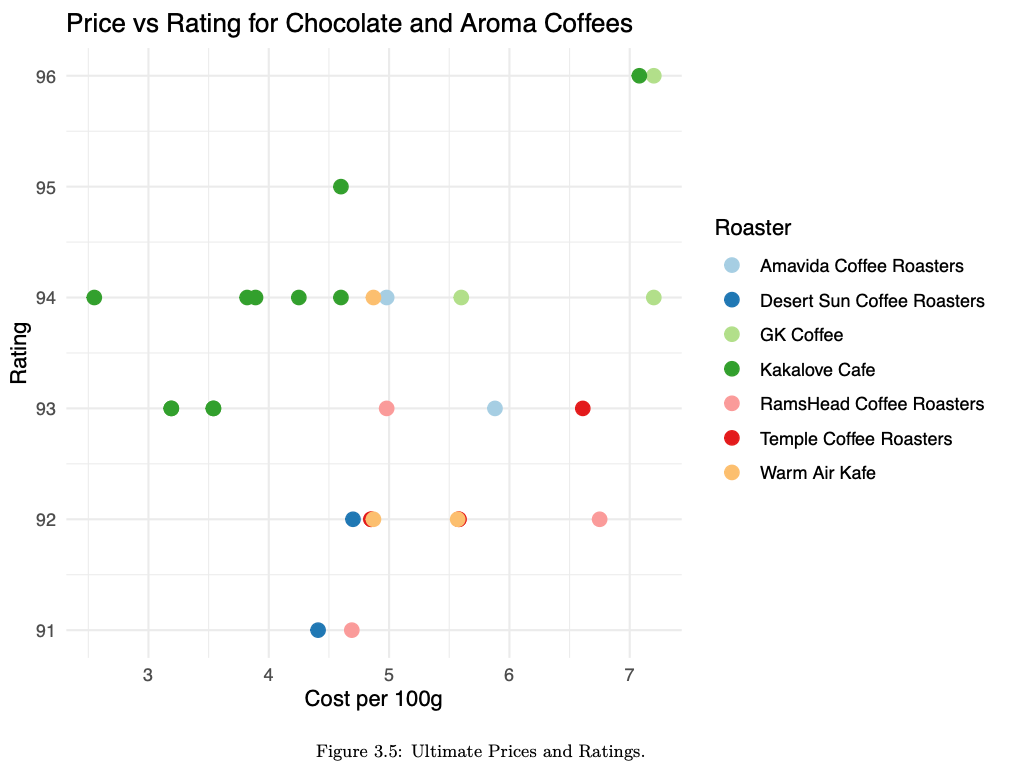 Price vs Rating for Chocolate and Aroma Coffees
96
95
94
93
92
91
Rating
3 4 5 6 7
Cost per 100g
Roaster
Amavida Coffee Roasters
Desert Sun Coffee Roasters
GK Coffee
Kakalove Cafe
RamsHead Coffee Roasters
Temple Coffee Roasters
Warm Air Kafe
Figure 3.5: Ultimate Prices and Ratings.